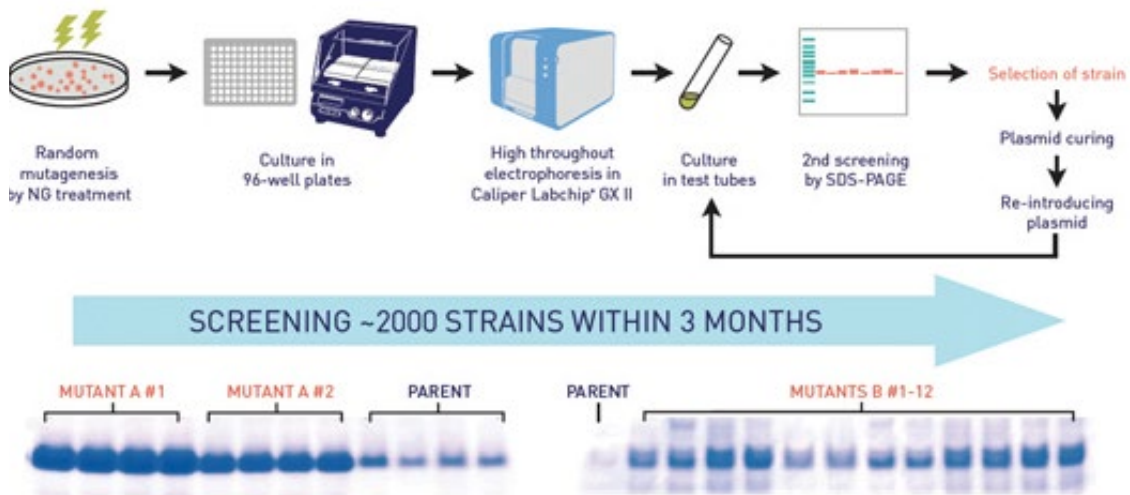 Random
mutagenesis
by NG treatment
Culture in
96-well plates
High throughout
electrophoresis in
Caliper Labchip® GX II
Culture
in test tubes
2nd screening
by SDS-PAGE
Selection of strain
Plasmid curing
Re-introducing
plasmid
SCREENING ~2000 STRAINS WITHIN 3 MONTHS
MUTANT A #1
MUTANT A #2
PARENT
PARENT
MUTANTS B #1-12